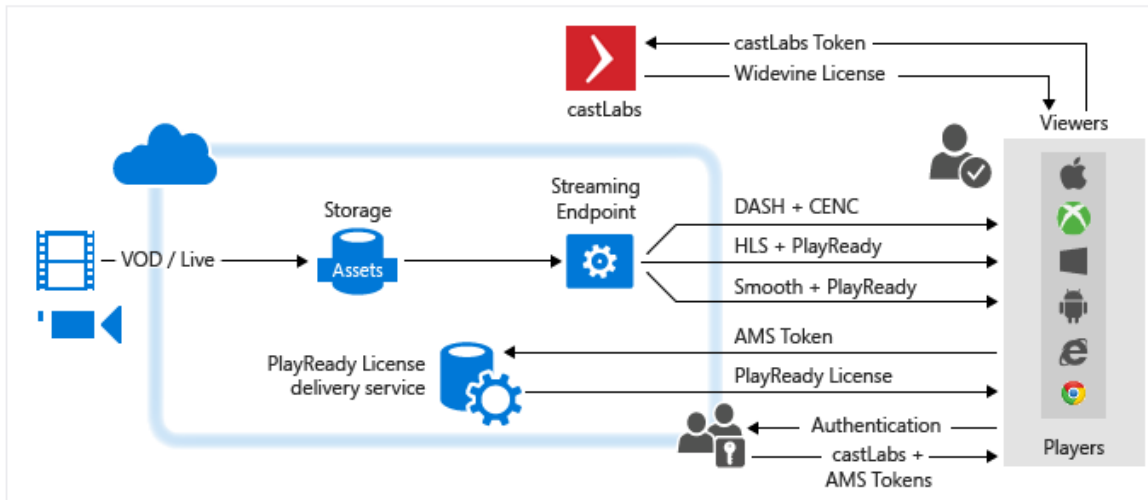 castLabs Token
Widevine License
castLabs
Viewers
Streaming
Endpoint
Storage
DASH + CENC
VOD / Live
Assets
HLS + PlayReady
Smooth + PlayReady
AMS Token
PlayReady License
delivery service
PlayReady License
Authentication
castLabs +
AMS Tokens
Players